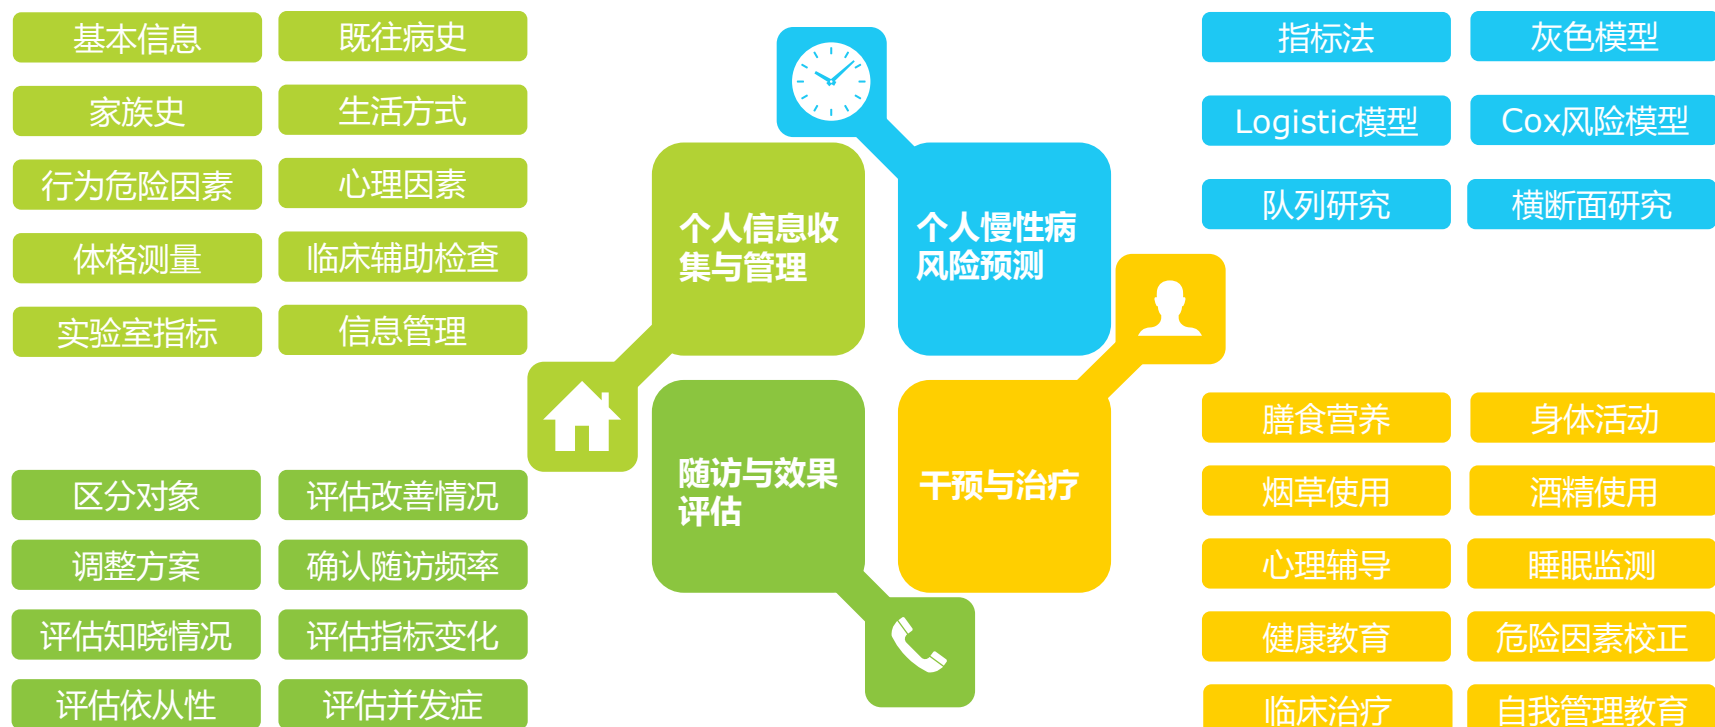 基本信息
既往病史
家族史
生活方式
行为危险因素
心理因素
体格测量
临床辅助检查
实验室指标
信息管理
个人信息收
集与管理
个人慢性病
风险预测
指标法
灰色模型
Logistic模型
Cox风险模型
队列研究
横断面研究
区分对象
评估改善情况
调整方案
确认随访频率
评估知晓情况
评估指标变化
评估依从性
评估并发症
随访与效果
评估
干预与治疗
膳食营养
身体活动
烟草使用
酒精使用
心理辅导
睡眠监测
健康教育
危险因素校正
临床治疗
自我管理教育